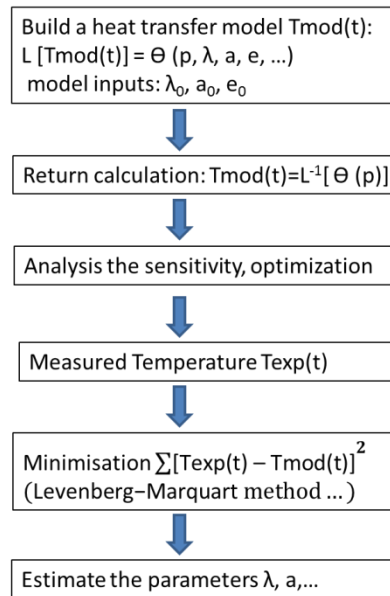 Build a heat transfer model Tmod(t):
L [Tmod(t)] = Ɵ (p, λ, a, e, …)
model inputs: λ₀, a₀, e₀
Return calculation: Tmod(t)=L⁻¹[ Ɵ (p)]
Analysis the sensitivity, optimization
Measured Temperature Texp(t)
Minimisation ∑[Texp(t) – Tmod(t)]²
(Levenberg−Marquart method ...)
Estimate the parameters λ, a,...